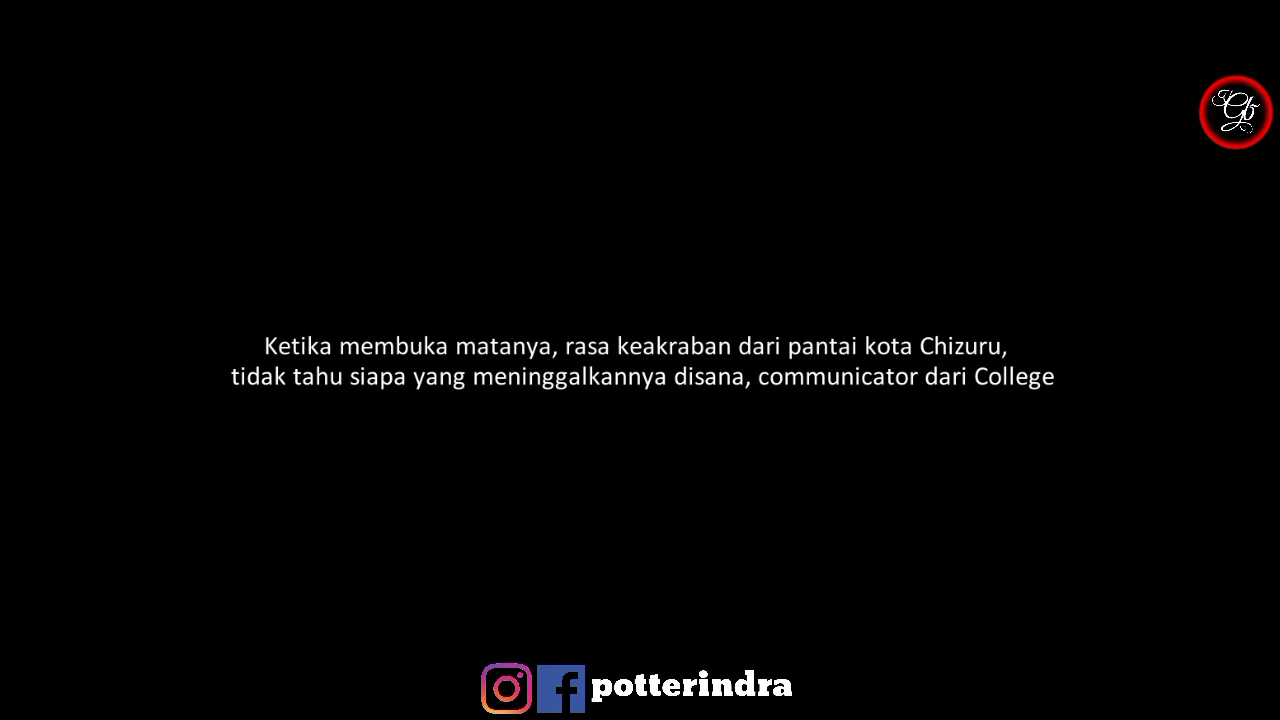 Ketika membuka matanya, rasa keakraban dari pantai kota Chizuru,
tidak tahu siapa yang meninggalkannya disana, communicator dari College
potterindra